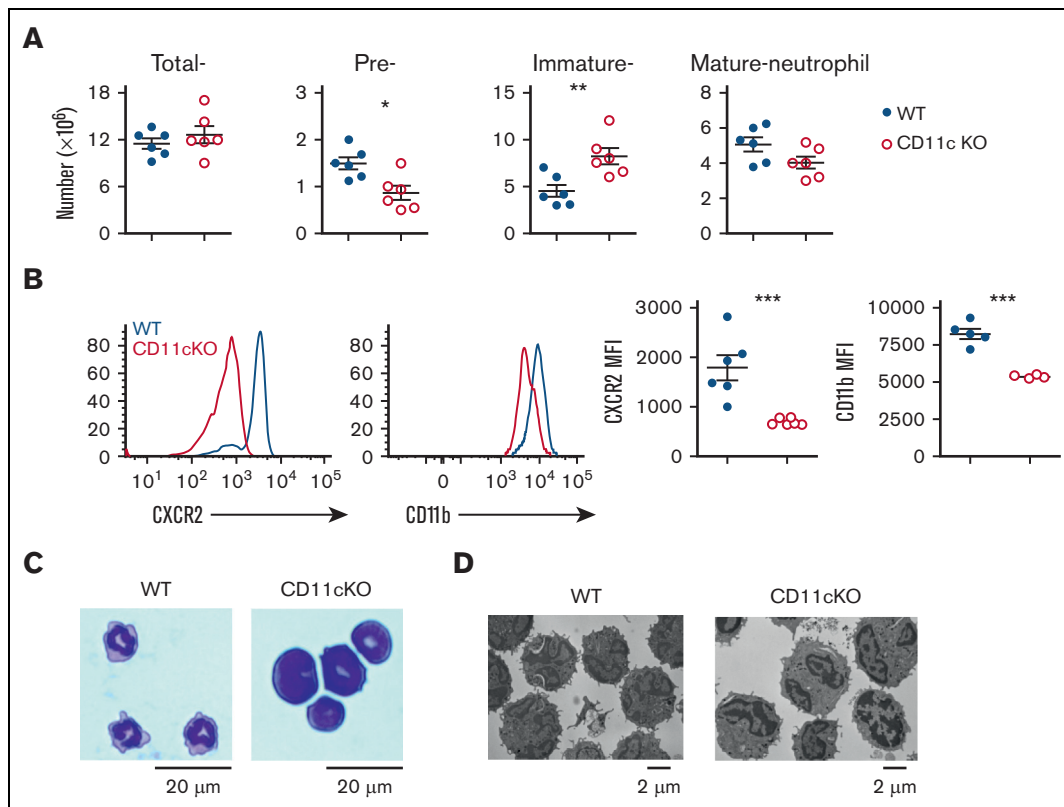 A
Total-
Pre-
Immature-
Mature-neutrophil
Number (×10⁶)
18
12
6
0
3
2
1
0
*
15
10
5
0
**
8
6
4
2
0
WT
CD11c KO
B
WT
CD11cKO
80
60
40
20
0
10¹ 10² 10³ 10⁴ 10⁵
CXCR2
80
60
40
20
0
0 10³ 10⁴ 10⁵
CD11b
CXCR2 MFI
3000
2000
1000
0
***
CD11b MFI
10000
7500
5000
2500
0
***
C
WT
CD11cKO
20 μm
20 μm
D
WT
CD11cKO
2 μm
2 μm